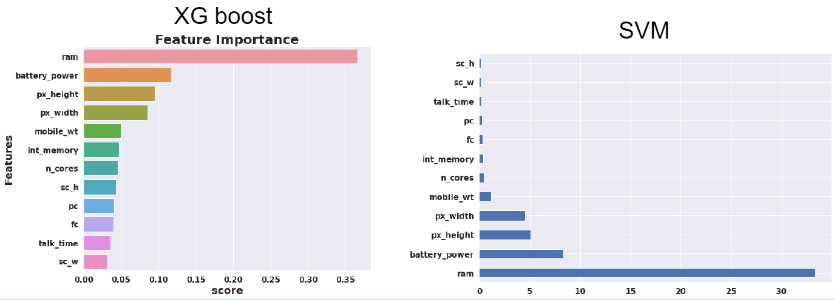 XG boost
Feature Importance
ram
battery_power
px_height
px_width
mobile_wt
int_memory
n_cores
sc_h
pc
fc
talk_time
sc_w
Features
0.00 0.05 0.10 0.15 0.20 0.25 0.30 0.35
score
SVM
sc_h
sc_w
talk_time
pc
fc
int_memory
n_cores
mobile_wt
px_width
px_height
battery_power
ram
0 5 10 15 20 25 30